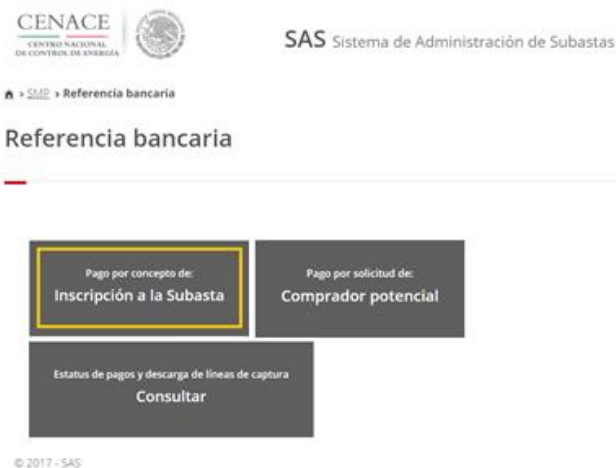 CENACE
CENTRO NACIONAL
DE CONTROL DE ENERGÍA
SAS Sistema de Administración de Subastas
> SMP > Referencia bancaria
Referencia bancaria
Pago por concepto de:
Inscripción a la Subasta
Pago por solicitud de:
Comprador potencial
Estatus de pagos y descarga de líneas de captura
Consultar
© 2017 - SAS